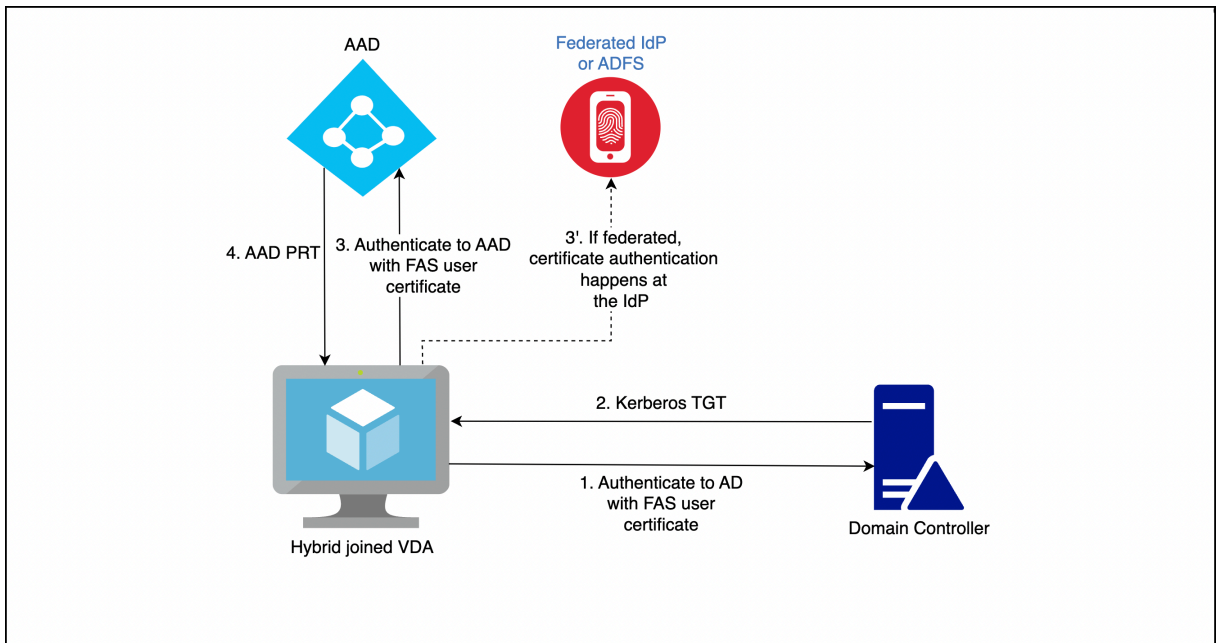 AAD
Federated IdP
or ADFS
4. AAD PRT
3. Authenticate to AAD
with FAS user
certificate
3'. If federated,
certificate authentication
happens at
the IdP
2. Kerberos TGT
1. Authenticate to AD
with FAS user
certificate
Hybrid joined VDA
Domain Controller